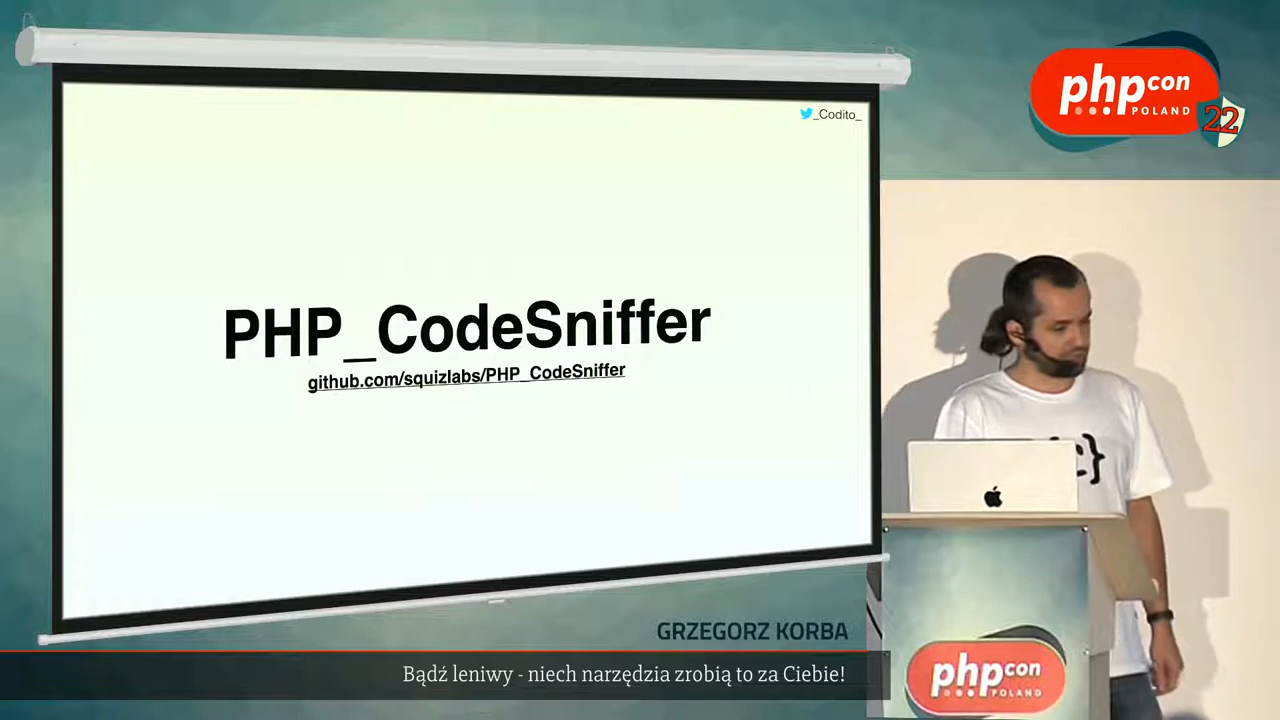 _Codito_
PHP_CodeSniffer
github.com/squizlabs/PHP_CodeSniffer
php con
POLAND
22
GRZEGORZ KORBA
Bądź leniwy - niech narzędzia zrobią to za Ciebie!
php con
POLAND